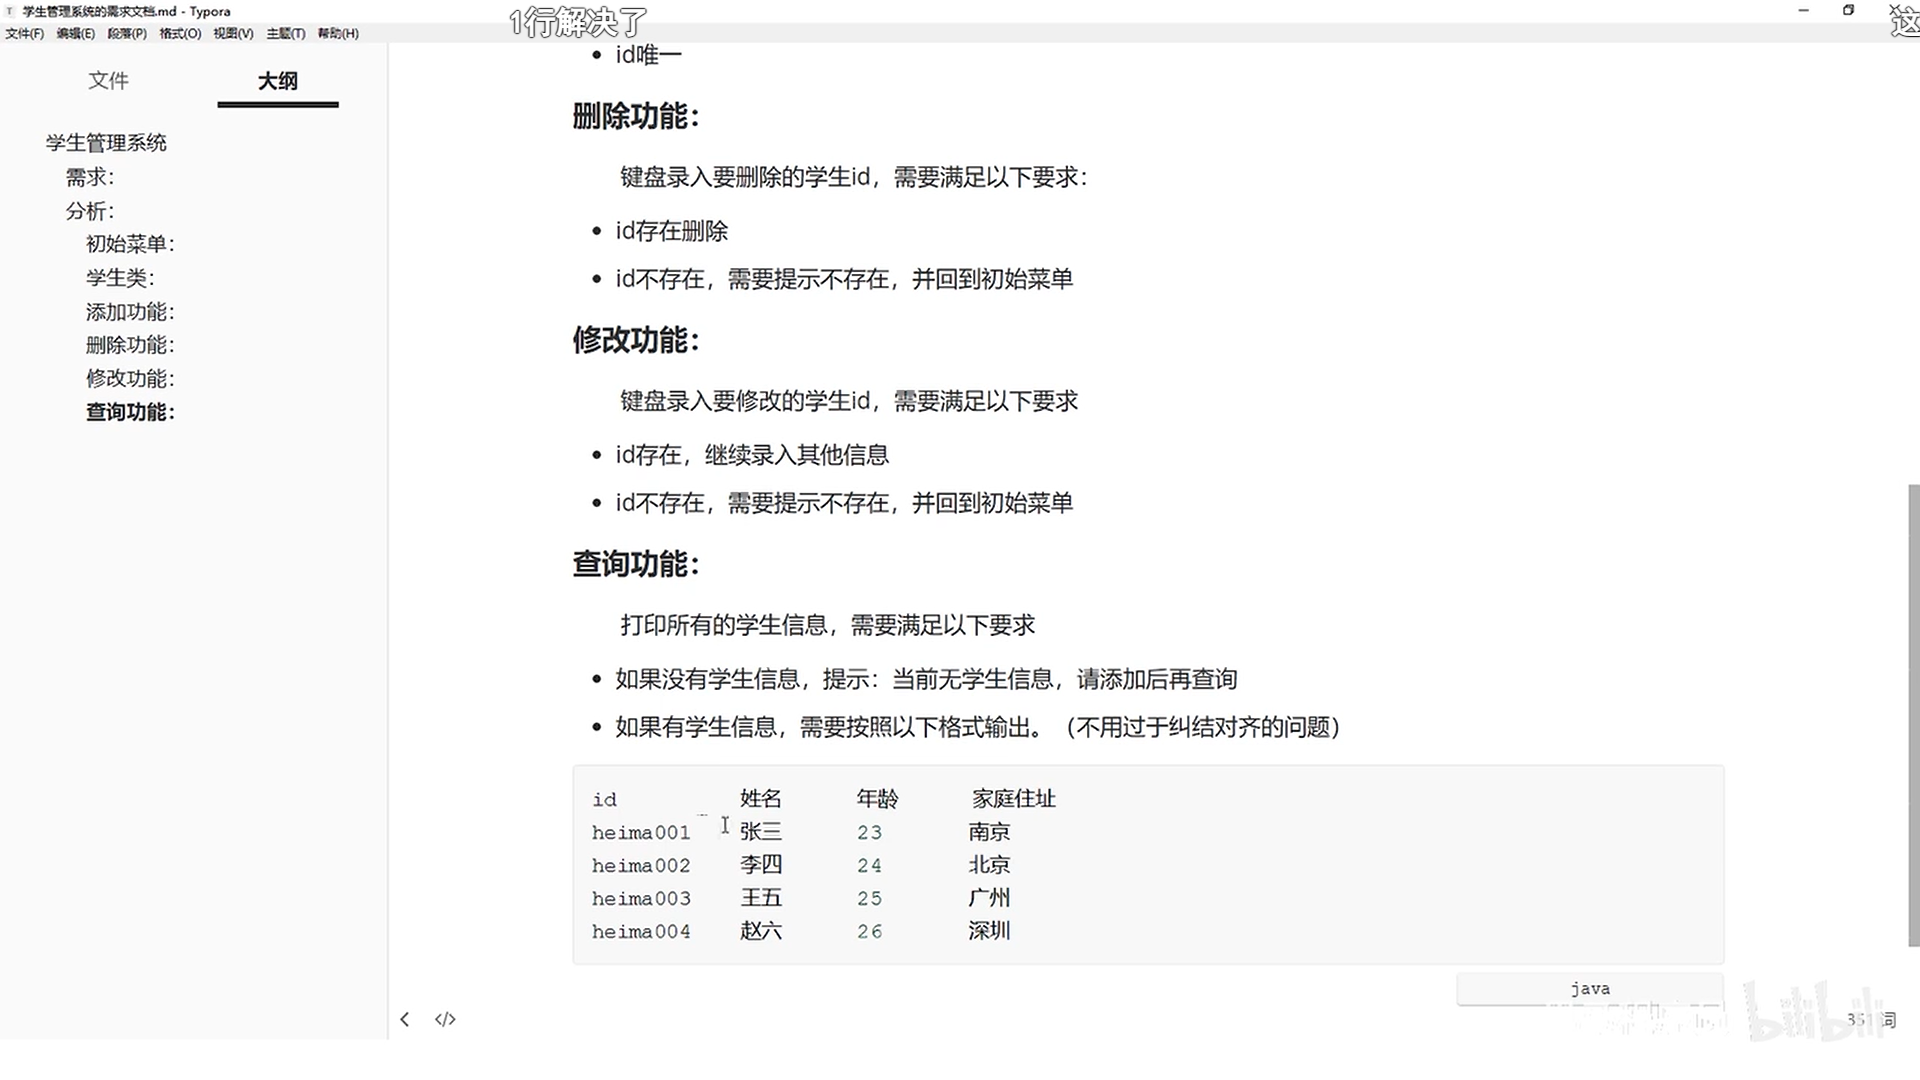 学生管理系统的需求文档.md - Typora
1行解决了
这
文件(F) 编辑(E) 段落(P) 格式(O) 视图(V) 主题(T) 帮助(H)
文件 大纲
学生管理系统
需求：
分析：
初始菜单：
学生类：
添加功能：
删除功能：
修改功能：
查询功能：
id唯一
删除功能：
键盘录入要删除的学生id，需要满足以下要求：
id存在删除
id不存在，需要提示不存在，并回到初始菜单
修改功能：
键盘录入要修改的学生id，需要满足以下要求
id存在，继续录入其他信息
id不存在，需要提示不存在，并回到初始菜单
查询功能：
打印所有的学生信息，需要满足以下要求
如果没有学生信息，提示：当前无学生信息，请添加后再查询
如果有学生信息，需要按照以下格式输出。（不用过于纠结对齐的问题）
id 姓名 年龄 家庭住址
heima001 张三 23 南京
heima002 李四 24 北京
heima003 王五 25 广州
heima004 赵六 26 深圳
java
</> 
bilibili
351 词